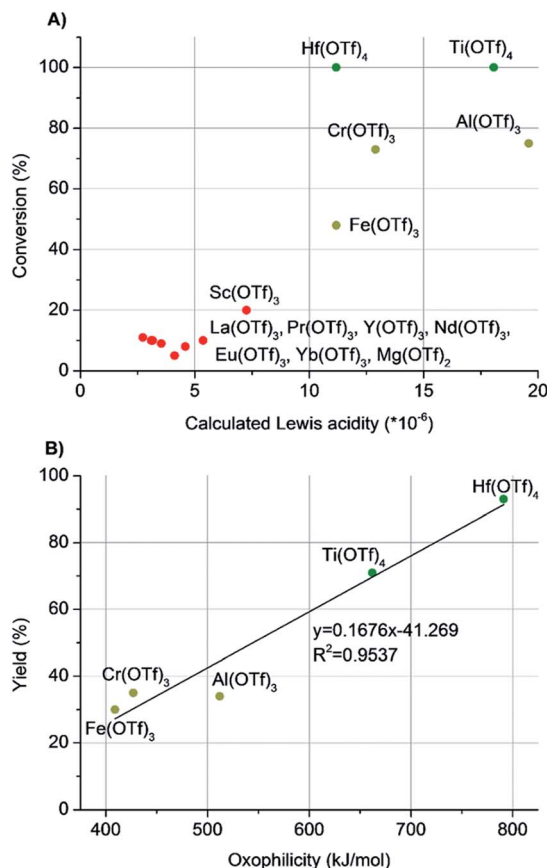 A)
Hf(OTf)₄
Ti(OTf)₄
100
Al(OTf)₃
Cr(OTf)₃
80
60
Fe(OTf)₃
40
Sc(OTf)₃
20
La(OTf)₃, Pr(OTf)₃, Y(OTf)₃, Nd(OTf)₃,
Eu(OTf)₃, Yb(OTf)₃, Mg(OTf)₂
0
0 5 10 15 20
Conversion (%)
Calculated Lewis acidity (*10⁻⁶)
B)
100
Hf(OTf)₄
80
Ti(OTf)₄
60
y=0.1676x-41.269
R²=0.9537
40
Cr(OTf)₃
Al(OTf)₃
Fe(OTf)₃
20
0
400 500 600 700 800
Yield (%)
Oxophilicity (kJ/mol)